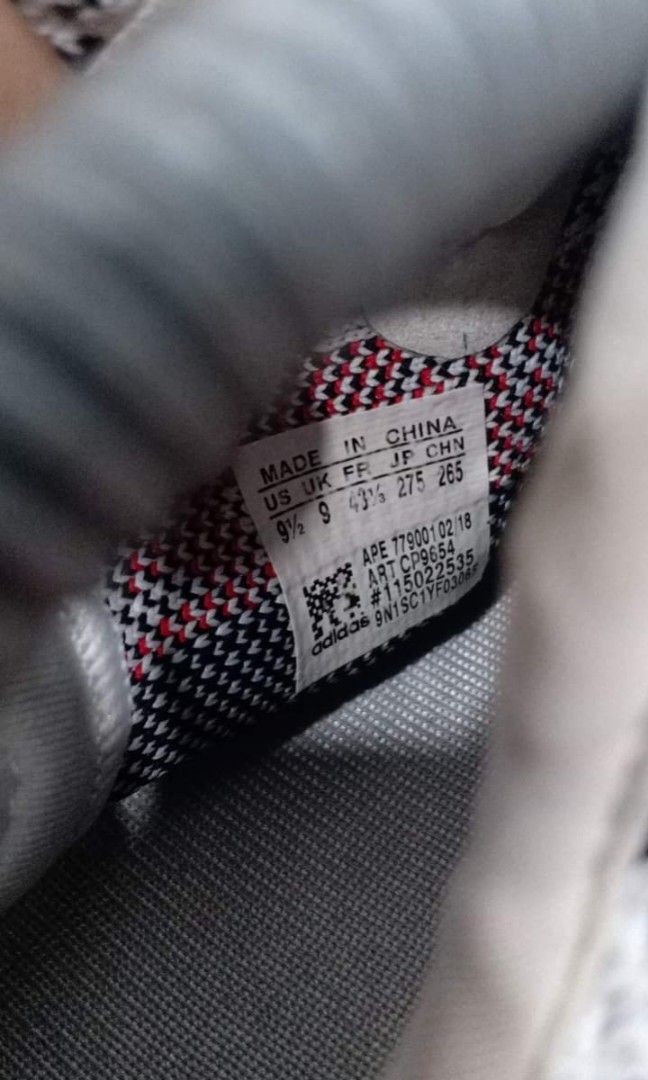 MADE IN CHINA
US UK FR JP CHN
9½ 9 43⅓ 275 265
APE 779001 02/18
ART CP9654
#115022535
adidas